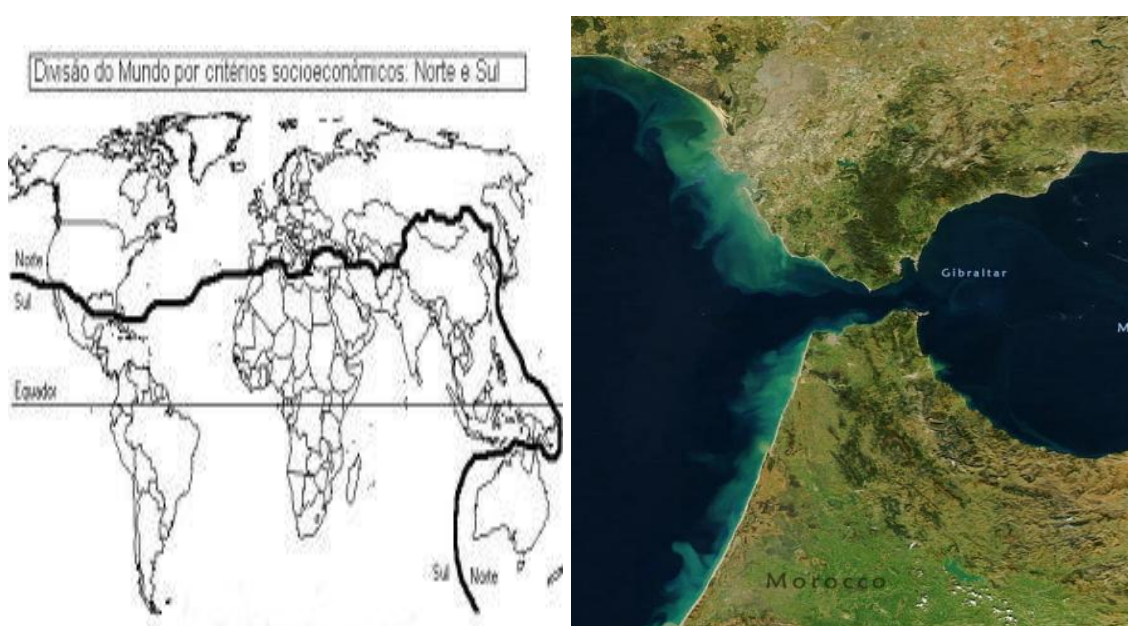 Divisão do Mundo por critérios socioeconômicos: Norte e Sul
Norte
Sul
Equador
Sul
Norte
Gibraltar
M
Morocco